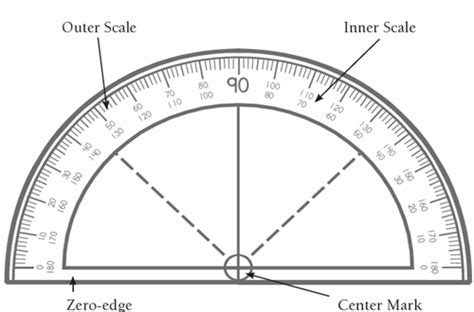 Outer Scale
Inner Scale
0 10 20 30 40 50 60 70 80 90 100 110 120 130 140 150 160 170 180
180 170 160 150 140 130 120 110 100 80 70 60 50 40 30 20 10 0
Zero-edge
Center Mark